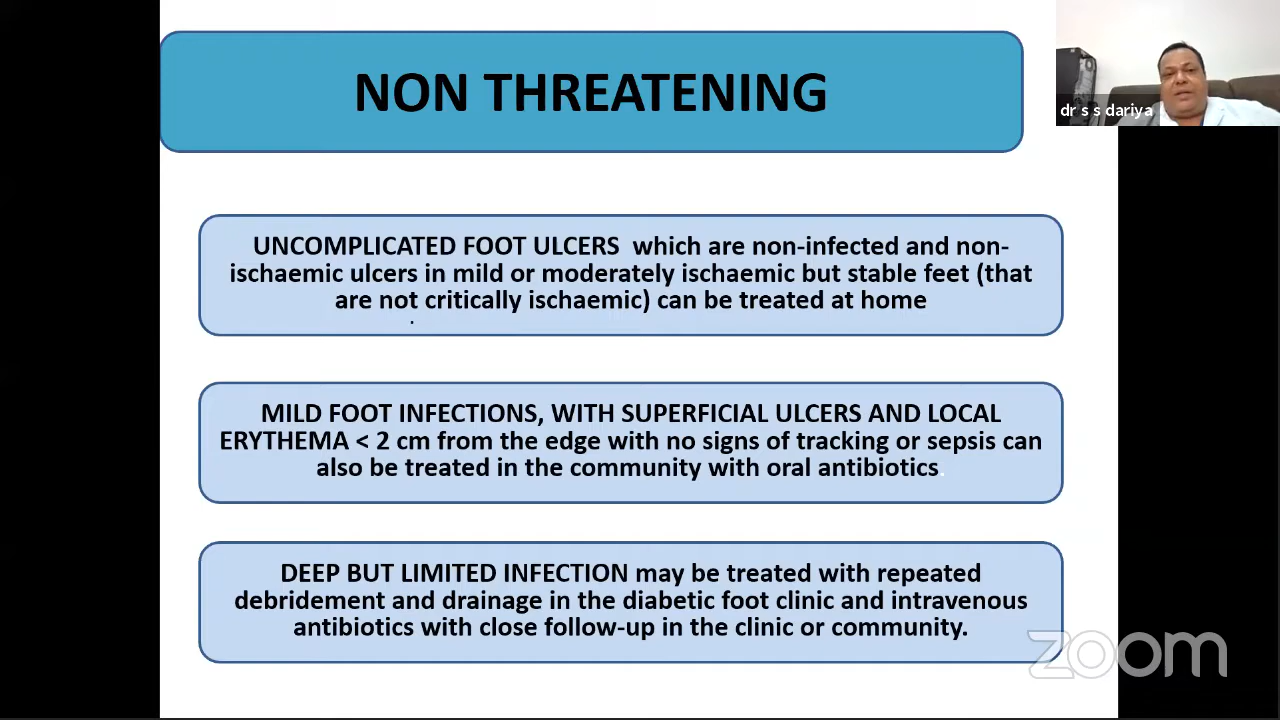 NON THREATENING
dr s s dariya
UNCOMPLICATED FOOT ULCERS which are non-infected and non-
ischaemic ulcers in mild or moderately ischaemic but stable feet (that
are not critically ischaemic) can be treated at home
.
MILD FOOT INFECTIONS, WITH SUPERFICIAL ULCERS AND LOCAL
ERYTHEMA < 2 cm from the edge with no signs of tracking or sepsis can
also be treated in the community with oral antibiotics.
DEEP BUT LIMITED INFECTION may be treated with repeated
debridement and drainage in the diabetic foot clinic and intravenous
antibiotics with close follow-up in the clinic or community.
zoom